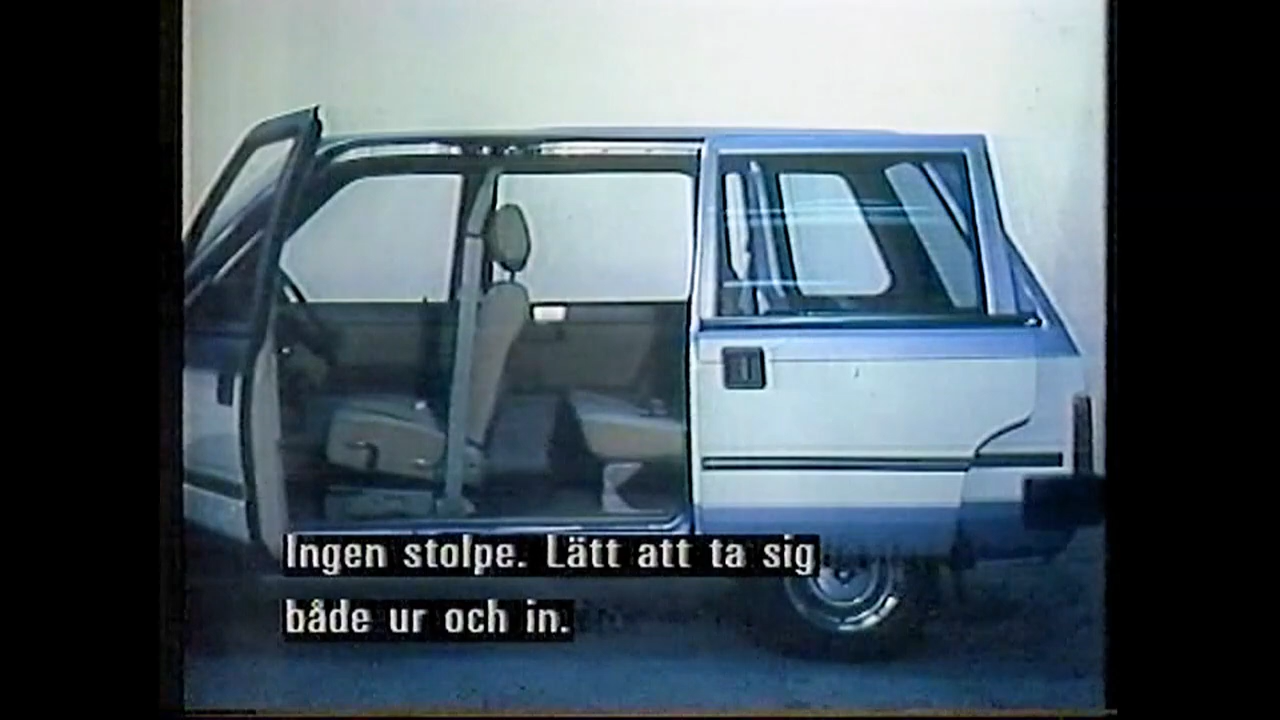 Ingen stolpe. Lätt att ta sig
både ur och in.